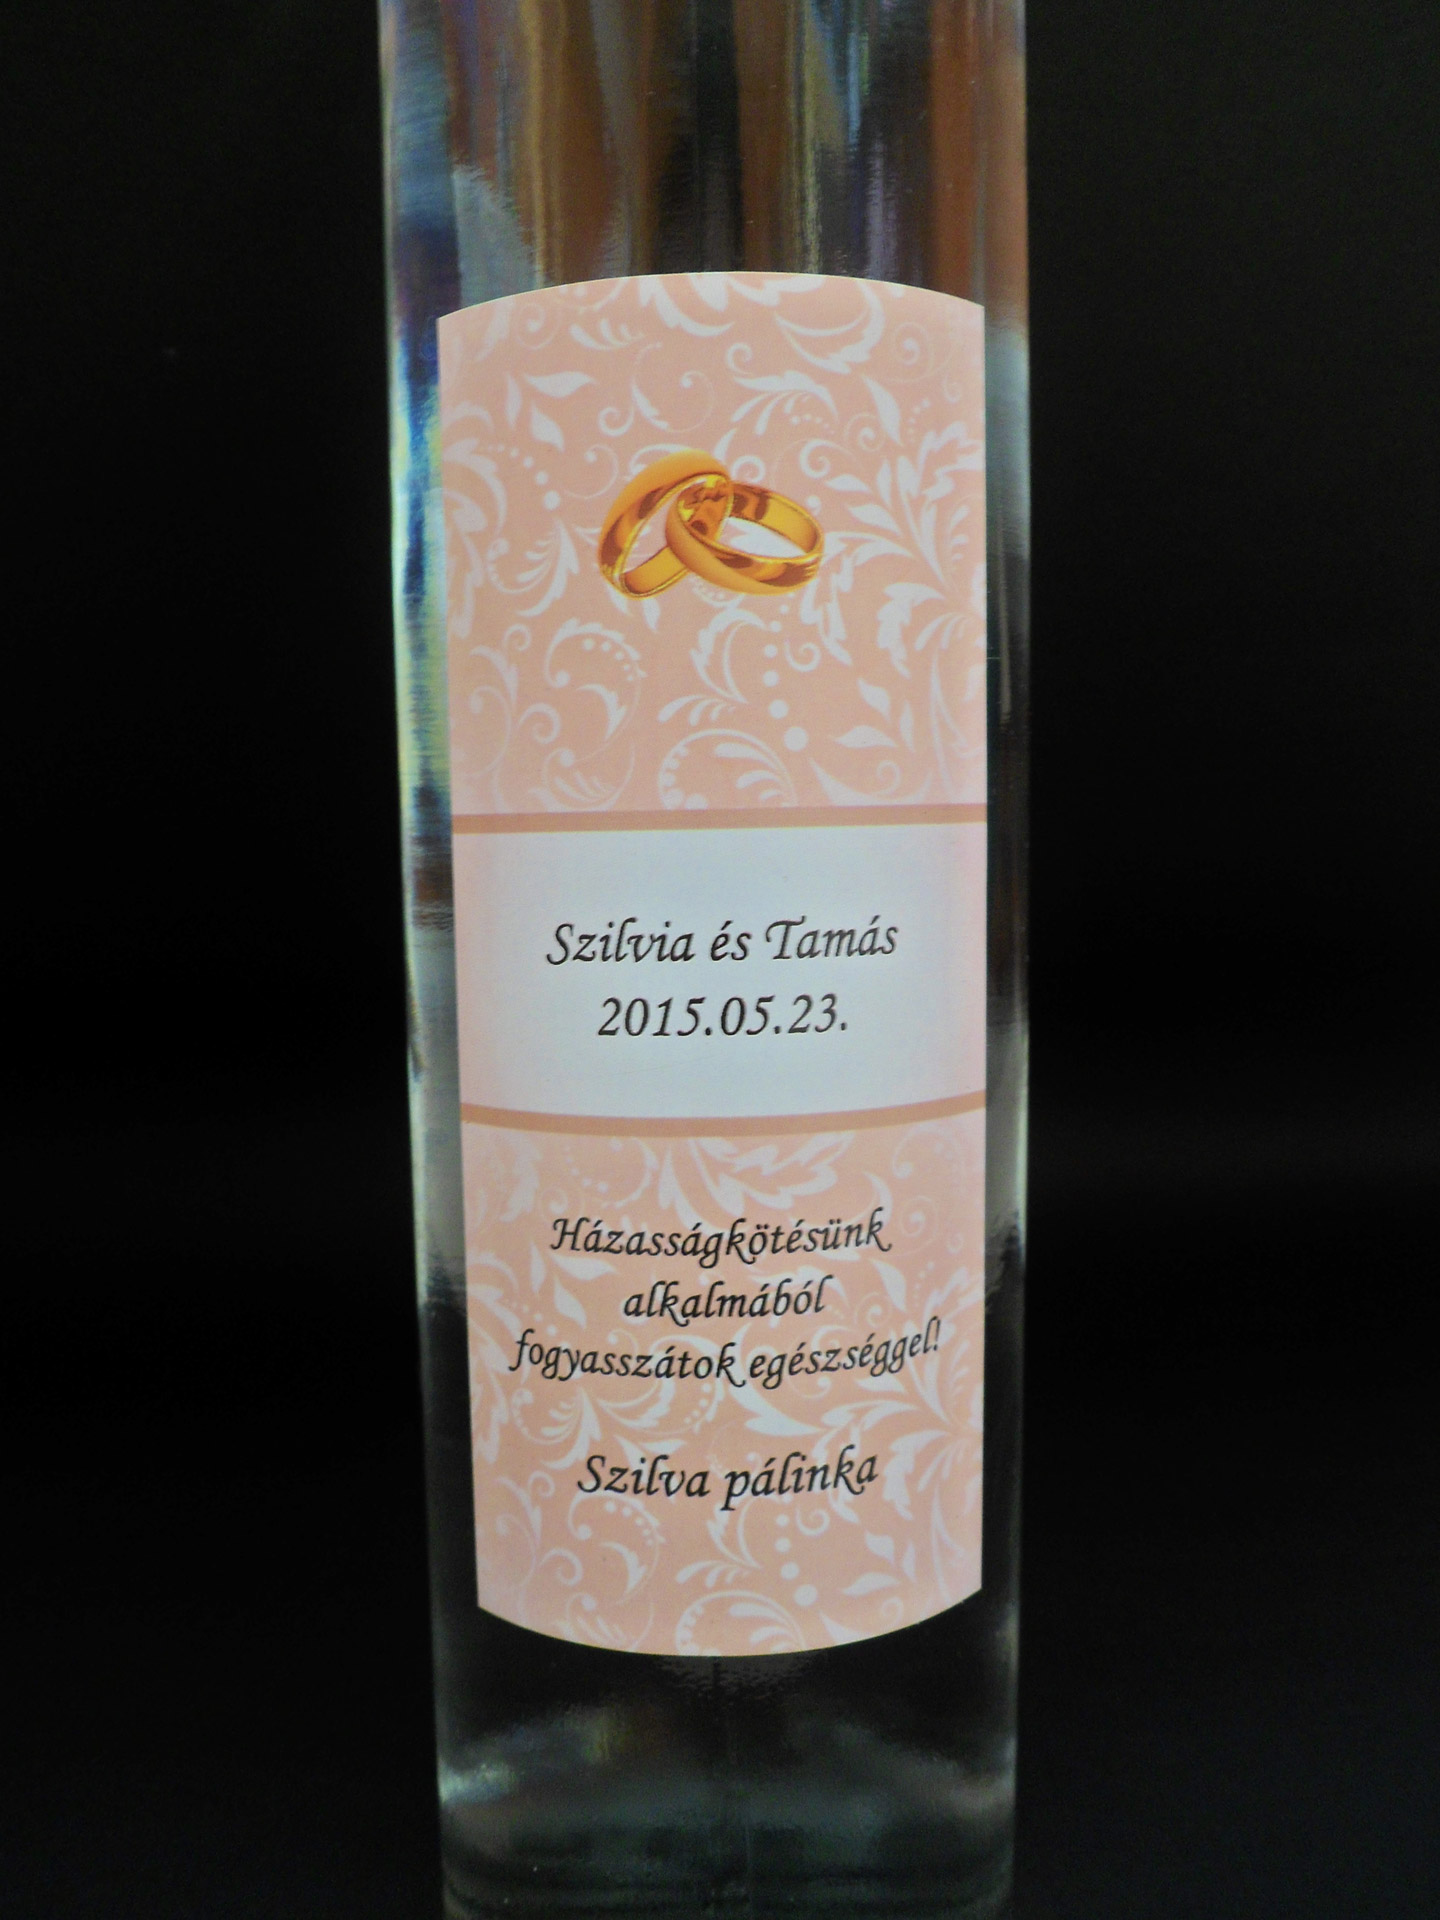 Szilvia és Tamás
2015.05.23.
Házasságkötésünk
alkalmából
fogyasszátok egészséggel!
Szilva pálinka